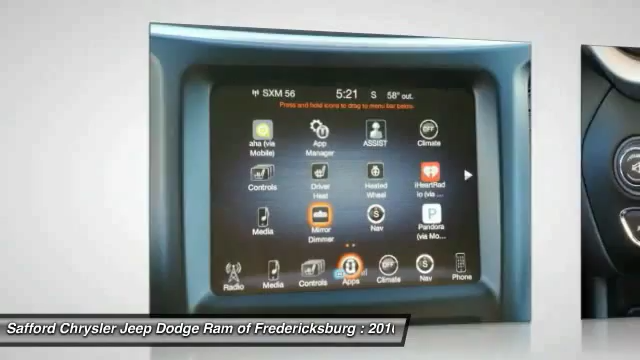 SXM 56 5:21 S 58° out.
Press and hold icons to drag to menu bar below.
aha (via Mobile) App Manager ASSIST Climate
Controls Driver Heat Heated Wheel iHeartRadio (via ...
Media Mirror Dimmer Nav Pandora (via Mo...
Radio Media Controls Apps Climate Nav Phone
OFF
OFF
Safford Chrysler Jeep Dodge Ram of Fredericksburg : 201